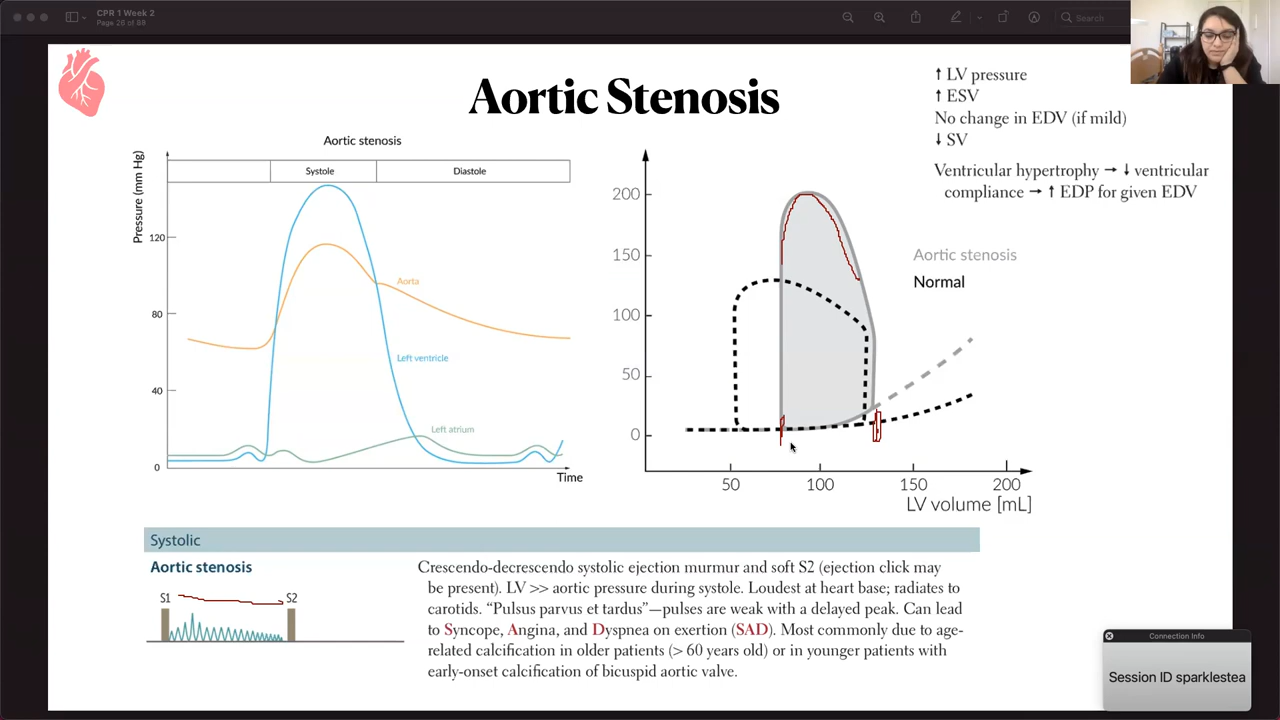 CPR 1 Week 2
Page 26 of 89
Search
Aortic Stenosis
↑ LV pressure
↑ ESV
No change in EDV (if mild)
↓ SV
Ventricular hypertrophy → ↓ ventricular
compliance → ↑ EDP for given EDV
Aortic stenosis
Pressure (mm Hg)
Systole
Diastole
120
80
40
0
Aorta
Left ventricle
Left atrium
Time
200
150
100
50
0
Aortic stenosis
Normal
50
100
150
200
LV volume [mL]
Systolic
Aortic stenosis
S1
S2
Crescendo-decrescendo systolic ejection murmur and soft S2 (ejection click may
be present). LV >> aortic pressure during systole. Loudest at heart base; radiates to
carotids. “Pulsus parvus et tardus”—pulses are weak with a delayed peak. Can lead
to Syncope, Angina, and Dyspnea on exertion (SAD). Most commonly due to age-
related calcification in older patients (> 60 years old) or in younger patients with
early-onset calcification of bicuspid aortic valve.
Connection Info
Session ID sparklestea